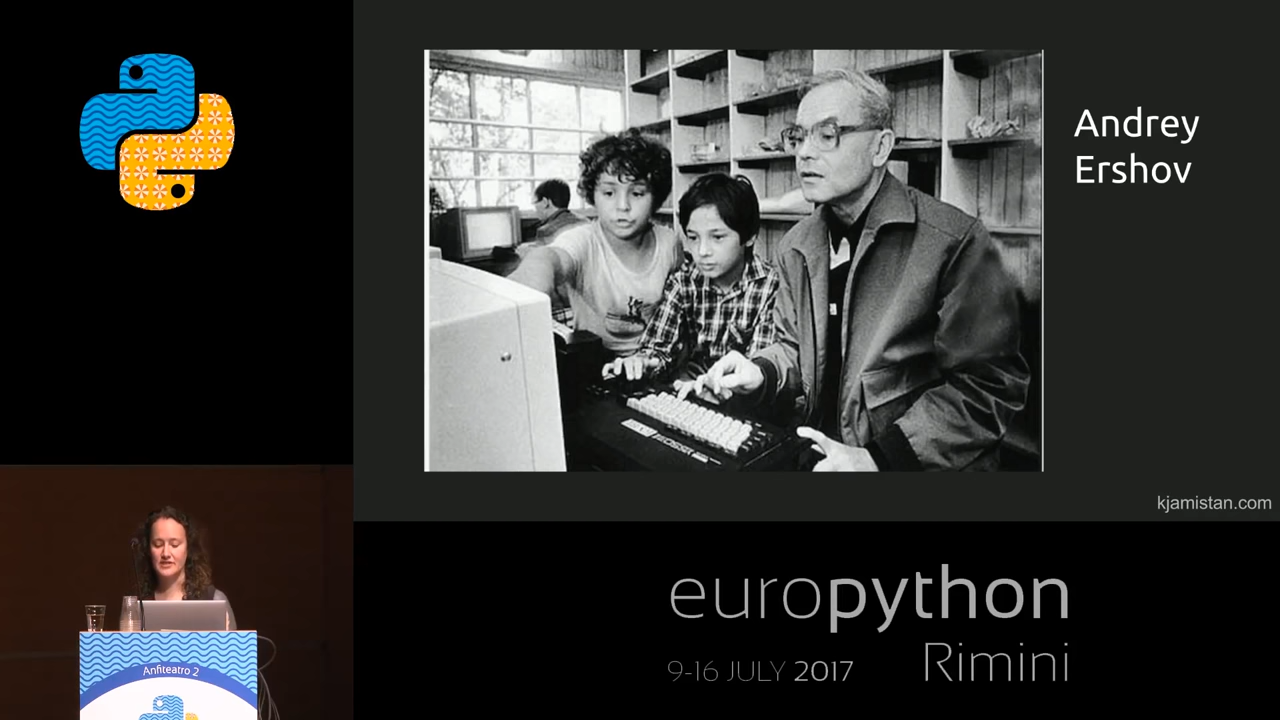 Andrey
Ershov
kjamistan.com
Anfiteatro 2
europython
9-16 JULY 2017
Rimini